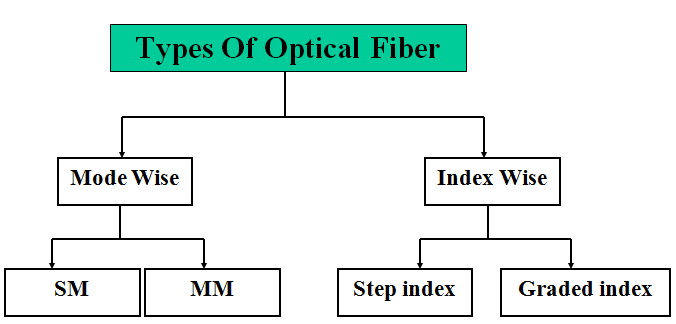 Types Of Optical Fiber
Mode Wise
Index Wise
SM
MM
Step index
Graded index